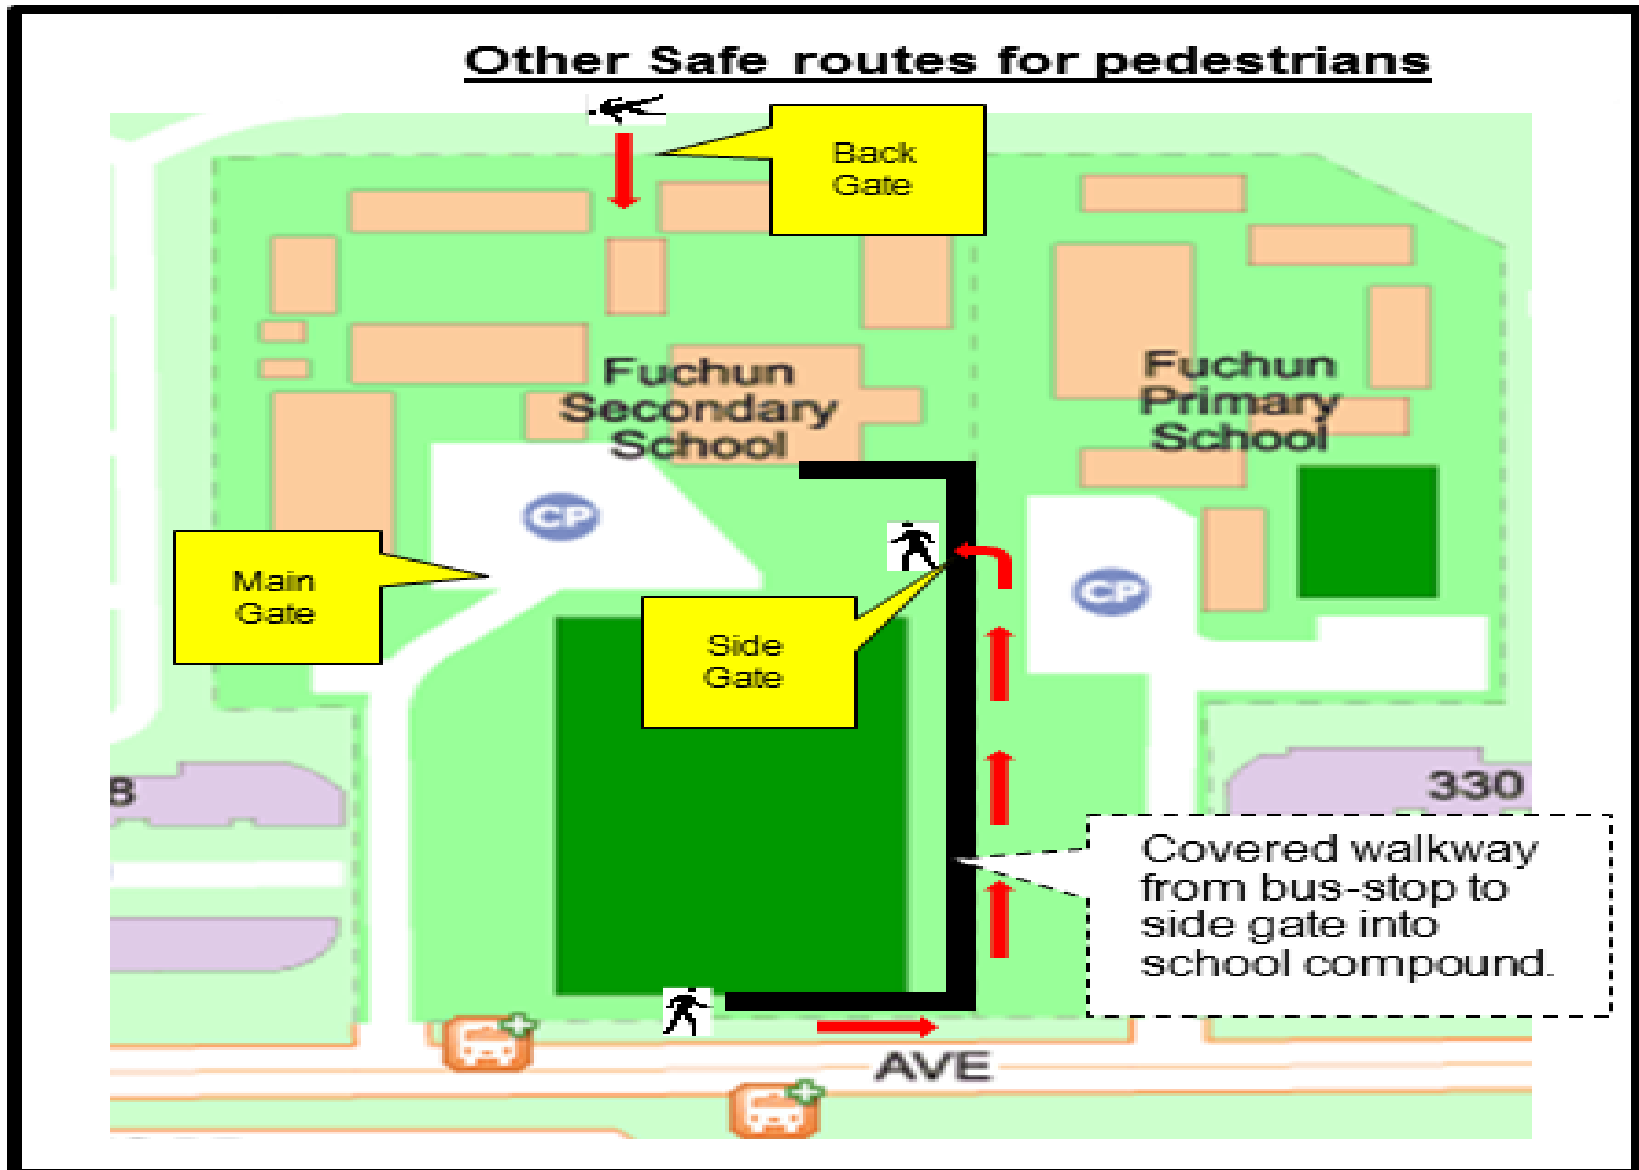 Other Safe routes for pedestrians
Back
Gate
Fuchun
Secondary
School
Fuchun
Primary
School
CP
Main
Gate
CP
Side
Gate
8
330
Covered walkway
from bus-stop to
side gate into
school compound.
AVE